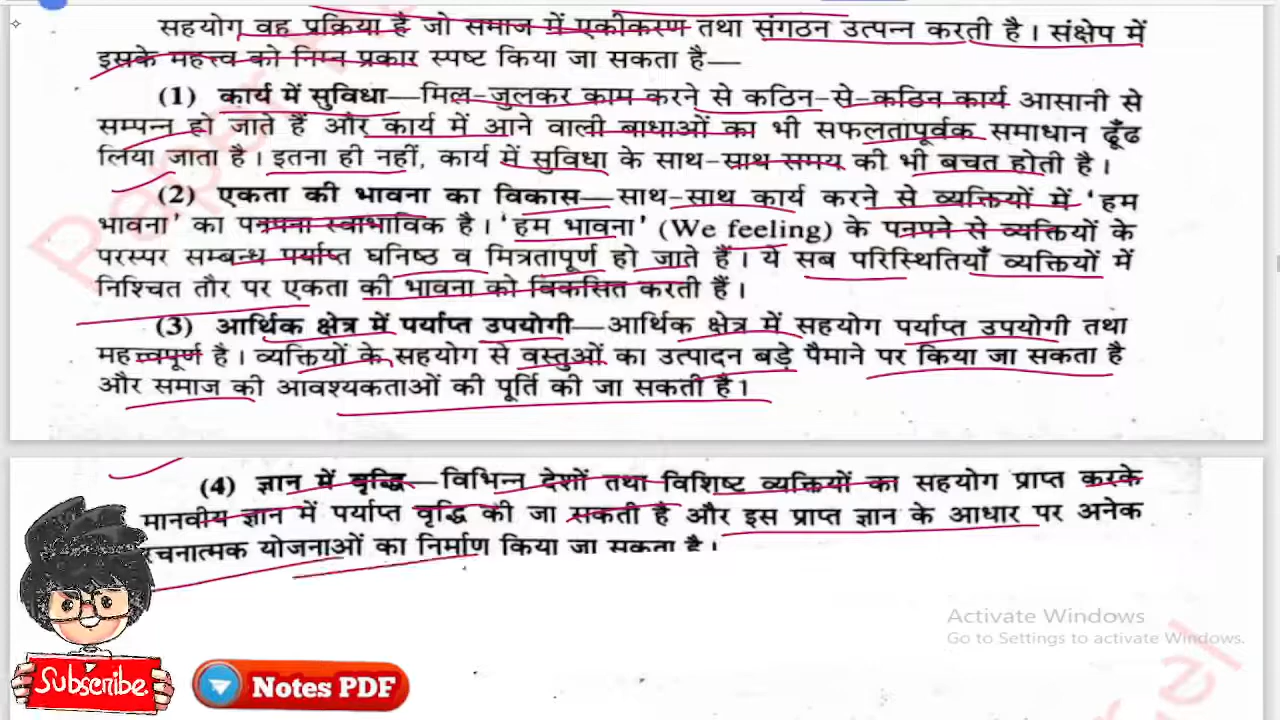 सहयोग वह प्रक्रिया है जो समाज में एकीकरण तथा संगठन उत्पन्न करती है। संक्षेप में
इसके महत्त्व को निम्न प्रकार स्पष्ट किया जा सकता है—
(1) कार्य में सुविधा—मिल-जुलकर काम करने से कठिन-से-कठिन कार्य आसानी से
सम्पन्न हो जाते हैं और कार्य में आने वाली बाधाओं का भी सफलतापूर्वक समाधान ढूँढ
लिया जाता है। इतना ही नहीं, कार्य में सुविधा के साथ-साथ समय की भी बचत होती है।
(2) एकता की भावना का विकास—साथ-साथ कार्य करने से व्यक्तियों में 'हम
भावना' का पनपना स्वाभाविक है। 'हम भावना' (We feeling) के पनपने से व्यक्तियों के
परस्पर सम्बन्ध पर्याप्त घनिष्ठ व मित्रतापूर्ण हो जाते हैं। ये सब परिस्थितियाँ व्यक्तियों में
निश्चित तौर पर एकता की भावना को विकसित करती हैं।
(3) आर्थिक क्षेत्र में पर्याप्त उपयोगी—आर्थिक क्षेत्र में सहयोग पर्याप्त उपयोगी तथा
महत्त्वपूर्ण है। व्यक्तियों के सहयोग से वस्तुओं का उत्पादन बड़े पैमाने पर किया जा सकता है
और समाज की आवश्यकताओं की पूर्ति की जा सकती है।
(4) ज्ञान में वृद्धि—विभिन्न देशों तथा विशिष्ट व्यक्तियों का सहयोग प्राप्त करके
मानवीय ज्ञान में पर्याप्त वृद्धि की जा सकती है और इस प्राप्त ज्ञान के आधार पर अनेक
रचनात्मक योजनाओं का निर्माण किया जा सकता है।
Activate Windows
Go to Settings to activate Windows.
Subscribe
Notes PDF